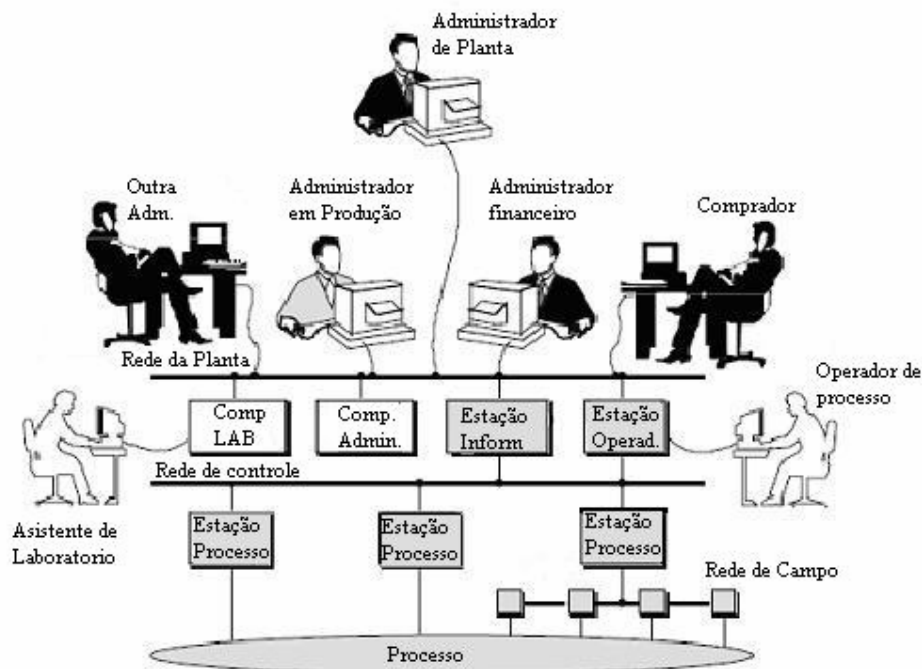 Administrador
de Planta
Outra
Adm.
Administrador
em Produção
Administrador
financeiro
Comprador
Rede da Planta
Operador de
processo
Comp
LAB
Comp.
Admin.
Estação
Inform
Estação
Operad.
Rede de controle
Asistente de
Laboratorio
Estação
Processo
Estação
Processo
Estação
Processo
Rede de Campo
Processo